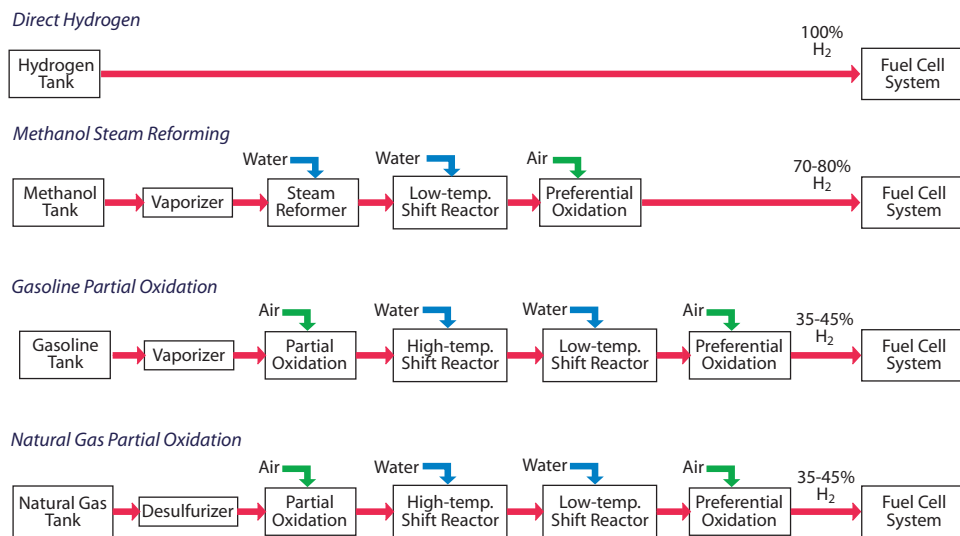 Direct Hydrogen
100%
H2
Hydrogen
Tank
Fuel Cell
System
Methanol Steam Reforming
Water
Water
Air
70-80%
H2
Methanol
Tank
Vaporizer
Steam
Reformer
Low-temp.
Shift Reactor
Preferential
Oxidation
Fuel Cell
System
Gasoline Partial Oxidation
Air
Water
Water
Air
35-45%
H2
Gasoline
Tank
Vaporizer
Partial
Oxidation
High-temp.
Shift Reactor
Low-temp.
Shift Reactor
Preferential
Oxidation
Fuel Cell
System
Natural Gas Partial Oxidation
Air
Water
Water
Air
35-45%
H2
Natural Gas
Tank
Desulfurizer
Partial
Oxidation
High-temp.
Shift Reactor
Low-temp.
Shift Reactor
Preferential
Oxidation
Fuel Cell
System